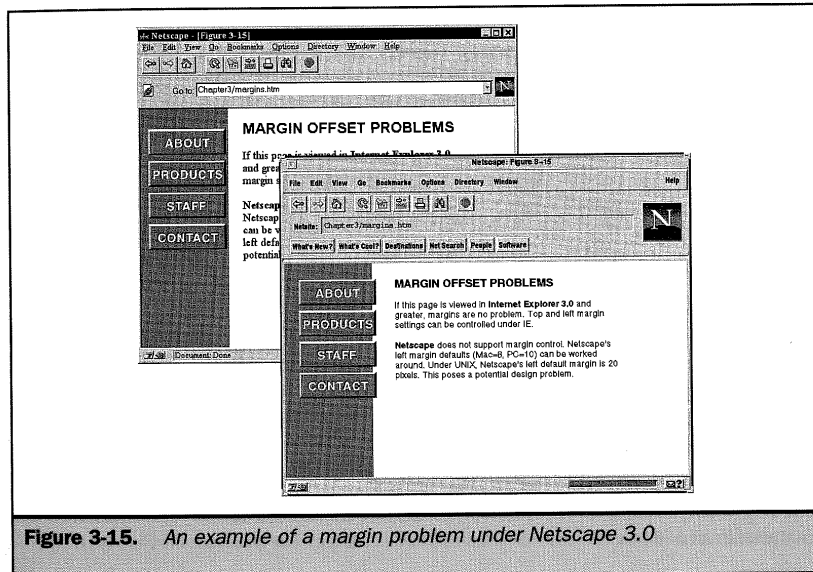 Netscape - [Figure 3-15]
File Edit View Go Bookmarks Options Directory Window Help
Go to: Chapter3/margins.htm
N
ABOUT
PRODUCTS
STAFF
CONTACT
MARGIN OFFSET PROBLEMS
If this page is viewed in Internet Explorer 3.0
and grea
margin s
Netscap
Netscap
can be v
left defa
potential
Document: Done
Netscape: Figure 3-15
File Edit View Go Bookmarks Options Directory Window Help
Netsite: Chapter3/margins.htm
N
What's New? What's Cool? Destinations Net Search People Software
ABOUT
PRODUCTS
STAFF
CONTACT
MARGIN OFFSET PROBLEMS
If this page is viewed in Internet Explorer 3.0 and
greater, margins are no problem. Top and left margin
settings can be controlled under IE.
Netscape does not support margin control. Netscape's
left margin defaults (Mac=8, PC=10) can be worked
around. Under UNIX, Netscape's left default margin is 20
pixels. This poses a potential design problem.
Figure 3-15. An example of a margin problem under Netscape 3.0